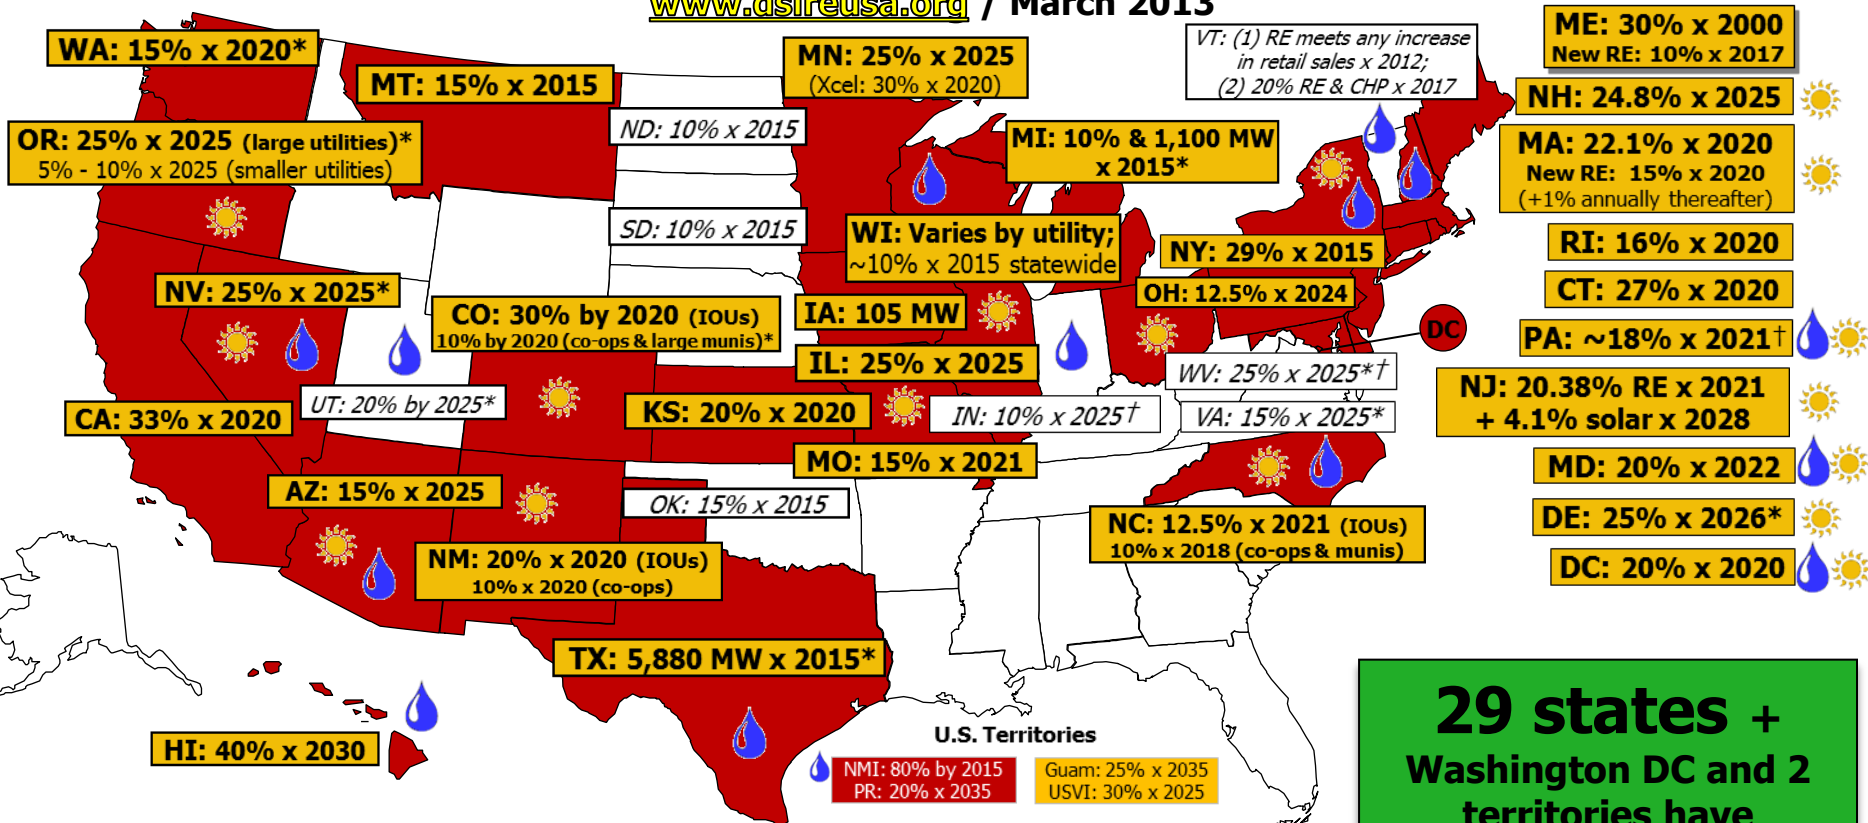 www.dsireusa.org / March 2013
WA: 15% x 2020*
MT: 15% x 2015
MN: 25% x 2025
(Xcel: 30% x 2020)
VT: (1) RE meets any increase
in retail sales x 2012;
(2) 20% RE & CHP x 2017
ME: 30% x 2000
New RE: 10% x 2017
NH: 24.8% x 2025
ND: 10% x 2015
OR: 25% x 2025 (large utilities)*
5% - 10% x 2025 (smaller utilities)
MI: 10% & 1,100 MW
x 2015*
MA: 22.1% x 2020
New RE: 15% x 2020
(+1% annually thereafter)
SD: 10% x 2015
WI: Varies by utility;
~10% x 2015 statewide
NY: 29% x 2015
RI: 16% x 2020
NV: 25% x 2025*
OH: 12.5% x 2024
CT: 27% x 2020
CO: 30% by 2020 (IOUs)
10% by 2020 (co-ops & large munis)*
IA: 105 MW
DC
PA: ~18% x 2021†
IL: 25% x 2025
WV: 25% x 2025*†
NJ: 20.38% RE x 2021
+ 4.1% solar x 2028
UT: 20% by 2025*
CA: 33% x 2020
KS: 20% x 2020
IN: 10% x 2025†
VA: 15% x 2025*
MO: 15% x 2021
MD: 20% x 2022
AZ: 15% x 2025
OK: 15% x 2015
NC: 12.5% x 2021 (IOUs)
10% x 2018 (co-ops & munis)
DE: 25% x 2026*
NM: 20% x 2020 (IOUs)
10% x 2020 (co-ops)
DC: 20% x 2020
TX: 5,880 MW x 2015*
HI: 40% x 2030
U.S. Territories
NMI: 80% by 2015
PR: 20% x 2035
Guam: 25% x 2035
USVI: 30% x 2025
29 states +
Washington DC and 2
territories have